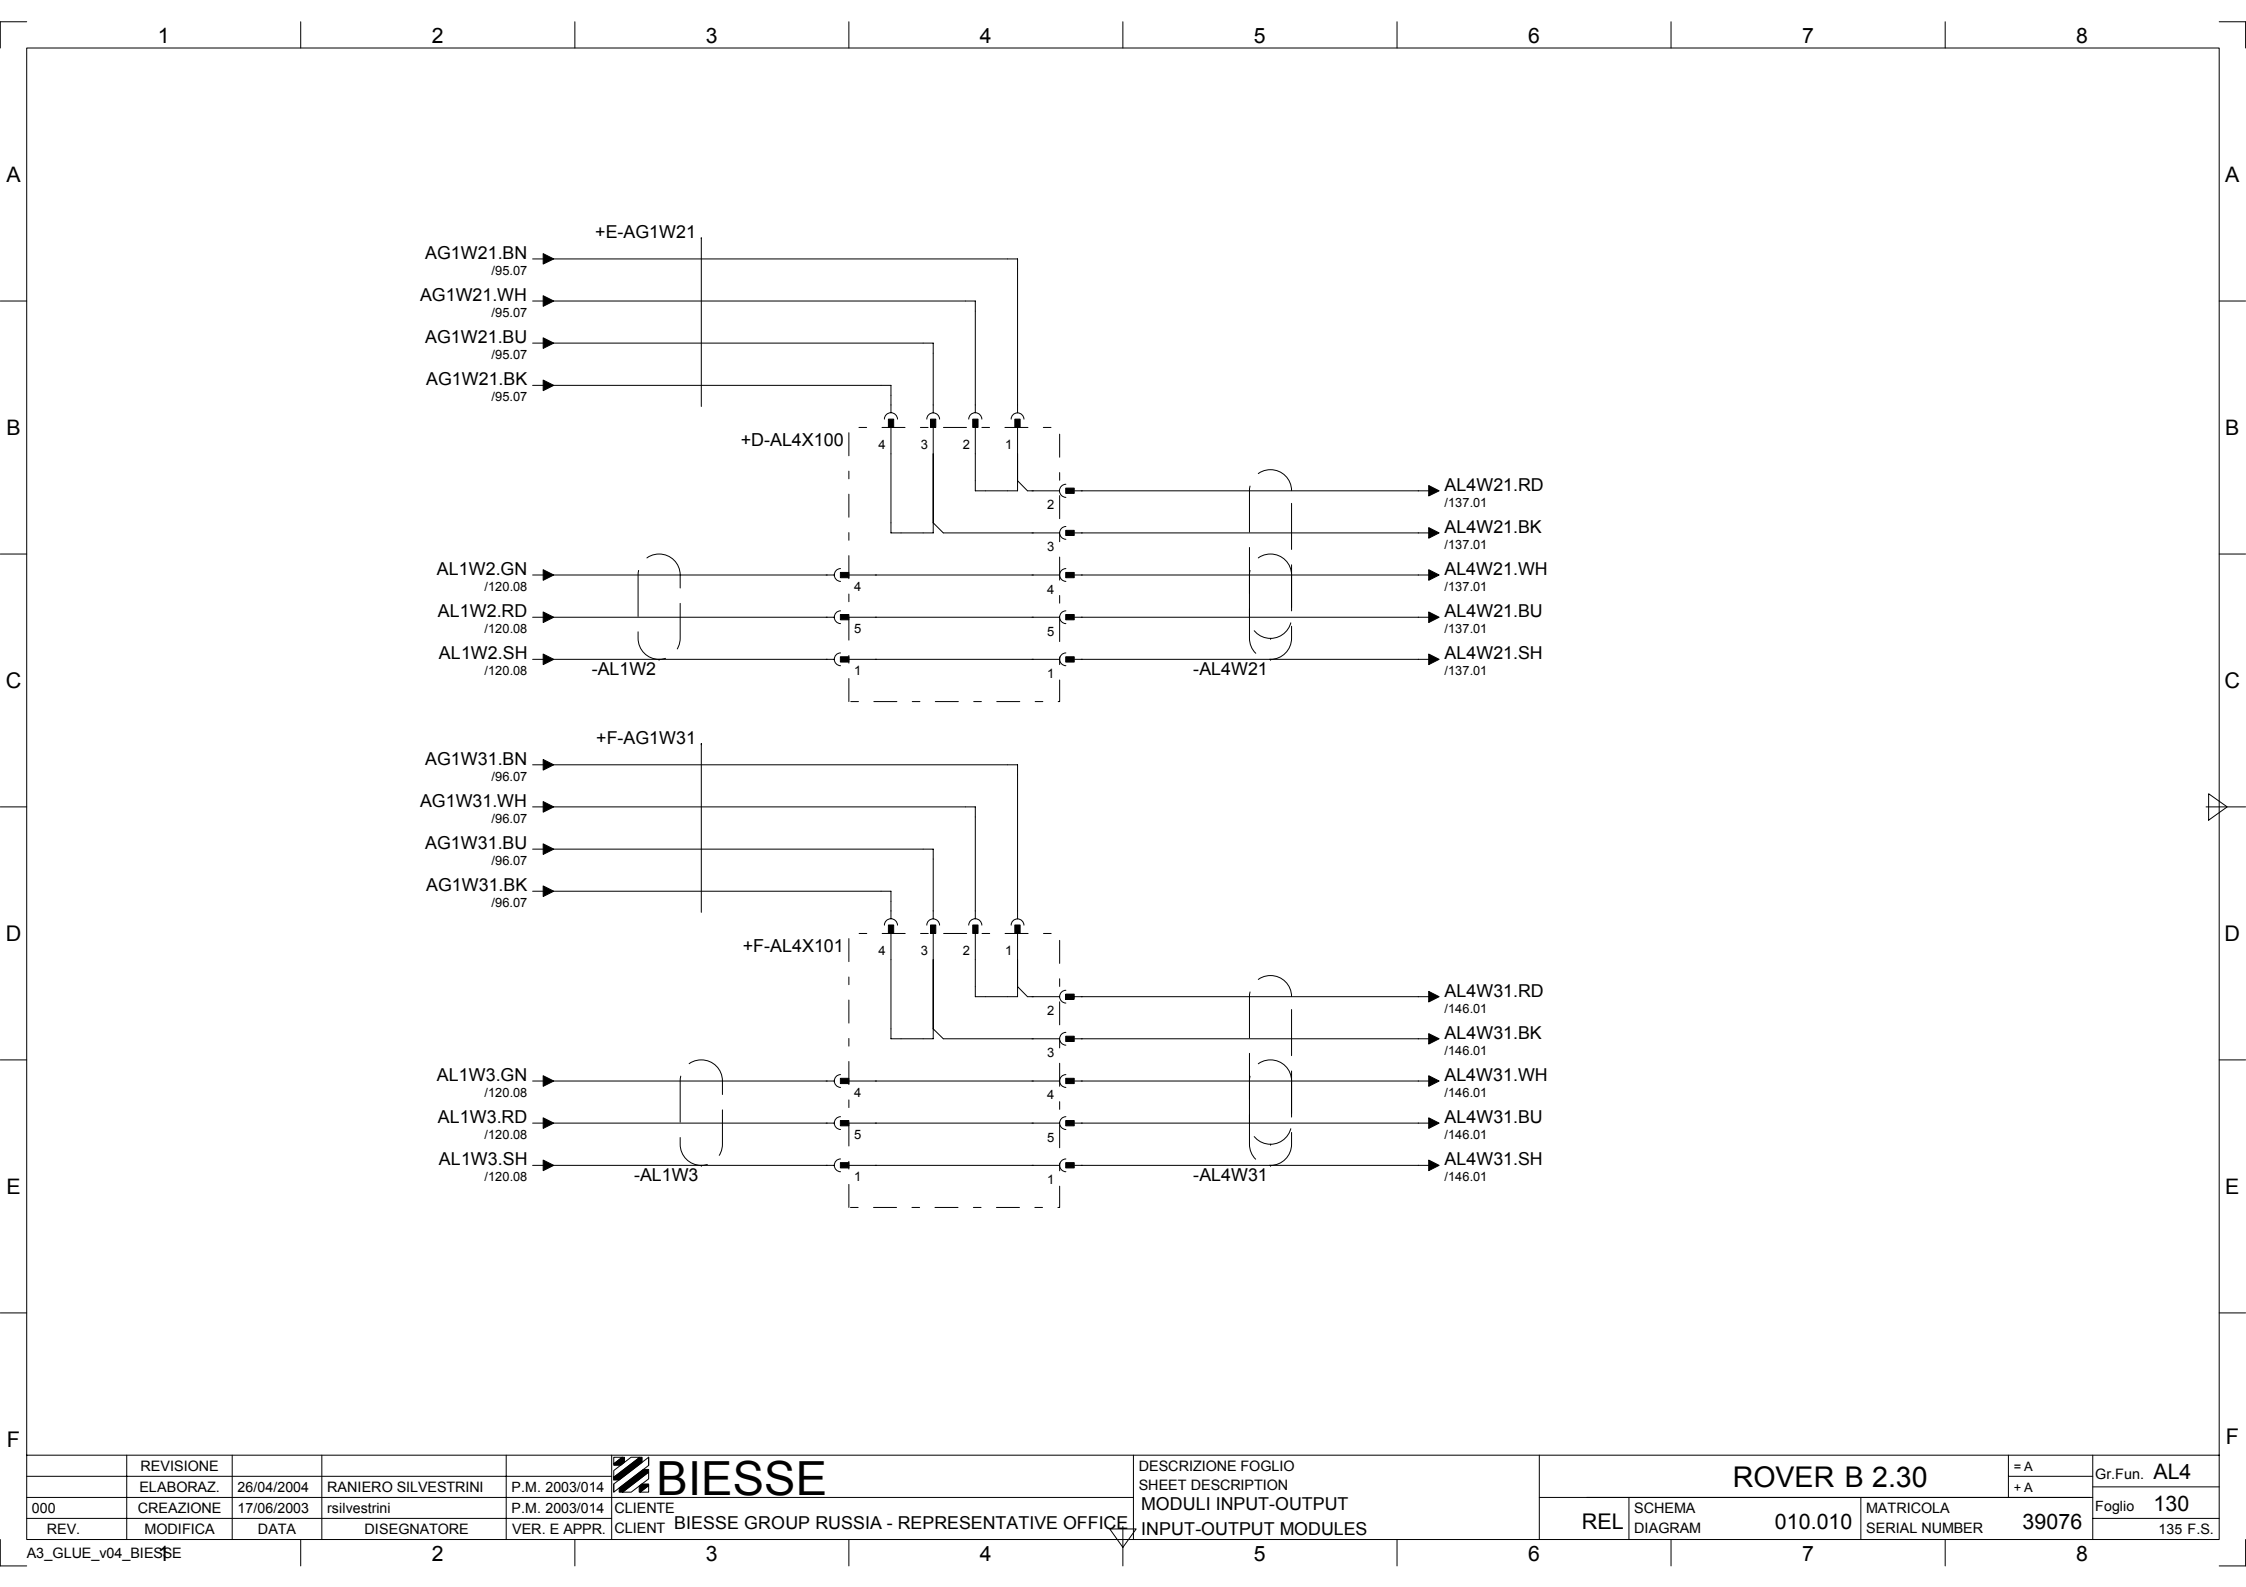 1 2 3 4 5 6 7 8
A A
+E-AG1W21
AG1W21.BN
/95.07
AG1W21.WH
/95.07
AG1W21.BU
/95.07
AG1W21.BK
/95.07
B B
+D-AL4X100
4 3 2 1
2
AL4W21.RD
/137.01
3
AL4W21.BK
/137.01
AL1W2.GN
/120.08
4 4
AL4W21.WH
/137.01
AL1W2.RD
/120.08
5 5
AL4W21.BU
/137.01
AL1W2.SH
/120.08
-AL1W2
1 1
-AL4W21
AL4W21.SH
/137.01
C C
+F-AG1W31
AG1W31.BN
/96.07
AG1W31.WH
/96.07
AG1W31.BU
/96.07
AG1W31.BK
/96.07
D D
+F-AL4X101
4 3 2 1
2
AL4W31.RD
/146.01
3
AL4W31.BK
/146.01
AL1W3.GN
/120.08
4 4
AL4W31.WH
/146.01
AL1W3.RD
/120.08
5 5
AL4W31.BU
/146.01
AL1W3.SH
/120.08
-AL1W3
1 1
-AL4W31
AL4W31.SH
/146.01
E E
F F
REVISIONE
ELABORAZ. 26/04/2004 RANIERO SILVESTRINI P.M. 2003/014
000 CREAZIONE 17/06/2003 rsilvestrini P.M. 2003/014
REV. MODIFICA DATA DISEGNATORE VER. E APPR.
BIESSE
CLIENTE
CLIENT BIESSE GROUP RUSSIA - REPRESENTATIVE OFFICE
DESCRIZIONE FOGLIO
SHEET DESCRIPTION
MODULI INPUT-OUTPUT
INPUT-OUTPUT MODULES
ROVER B 2.30
REL SCHEMA
DIAGRAM 010.010
MATRICOLA
SERIAL NUMBER 39076
= A
+ A
Gr.Fun. AL4
Foglio 130
135 F.S.
A3_GLUE_v04_BIESSE
1 2 3 4 5 6 7 8